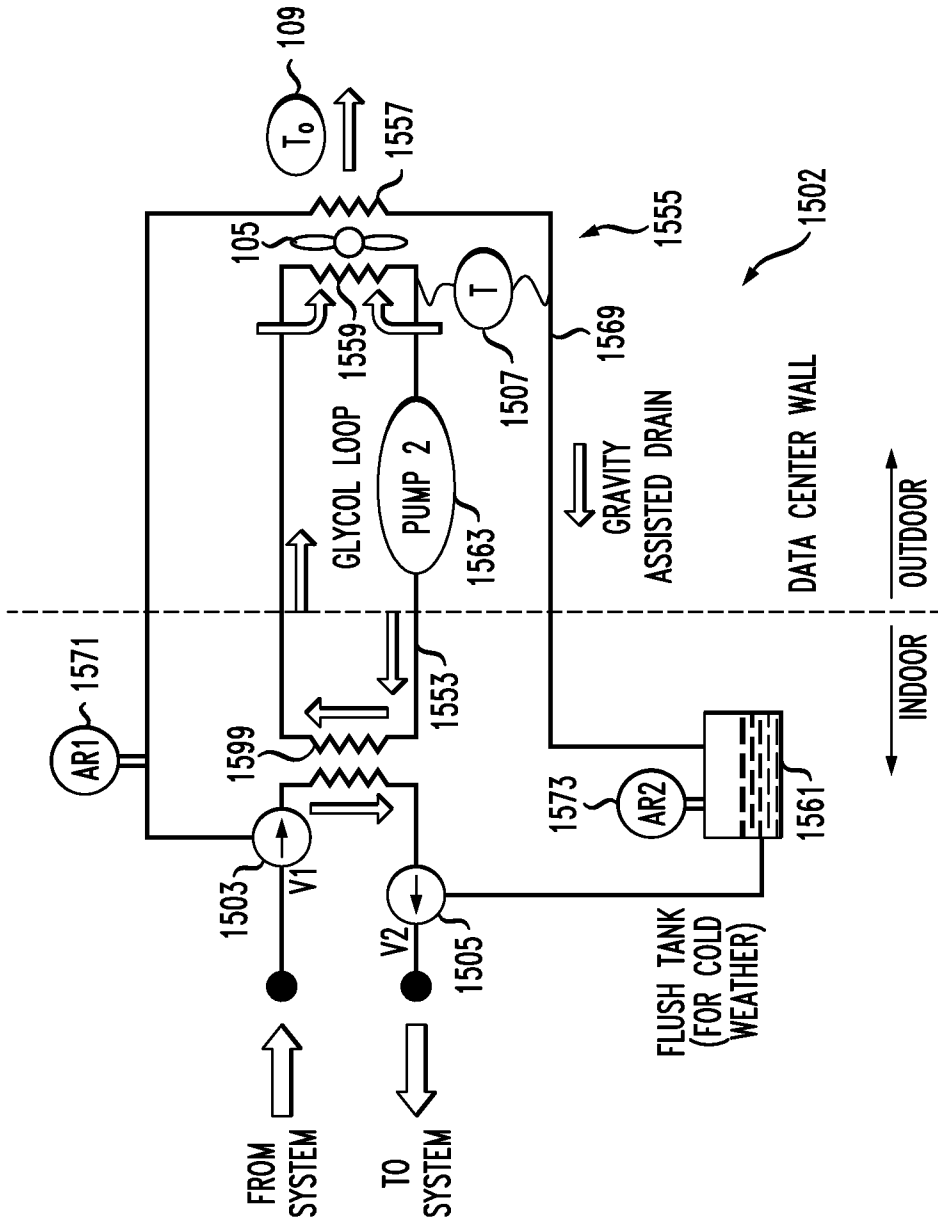 FROM
SYSTEM
TO
SYSTEM
1503
V1
V2
1505
AR1
1571
1599
1553
GLYCOL LOOP
PUMP 2
1563
1559
105
T₀
109
1557
T
1507
1569
1555
1502
GRAVITY
ASSISTED DRAIN
DATA CENTER WALL
INDOOR
OUTDOOR
1573
AR2
1561
FLUSH TANK
(FOR COLD
WEATHER)